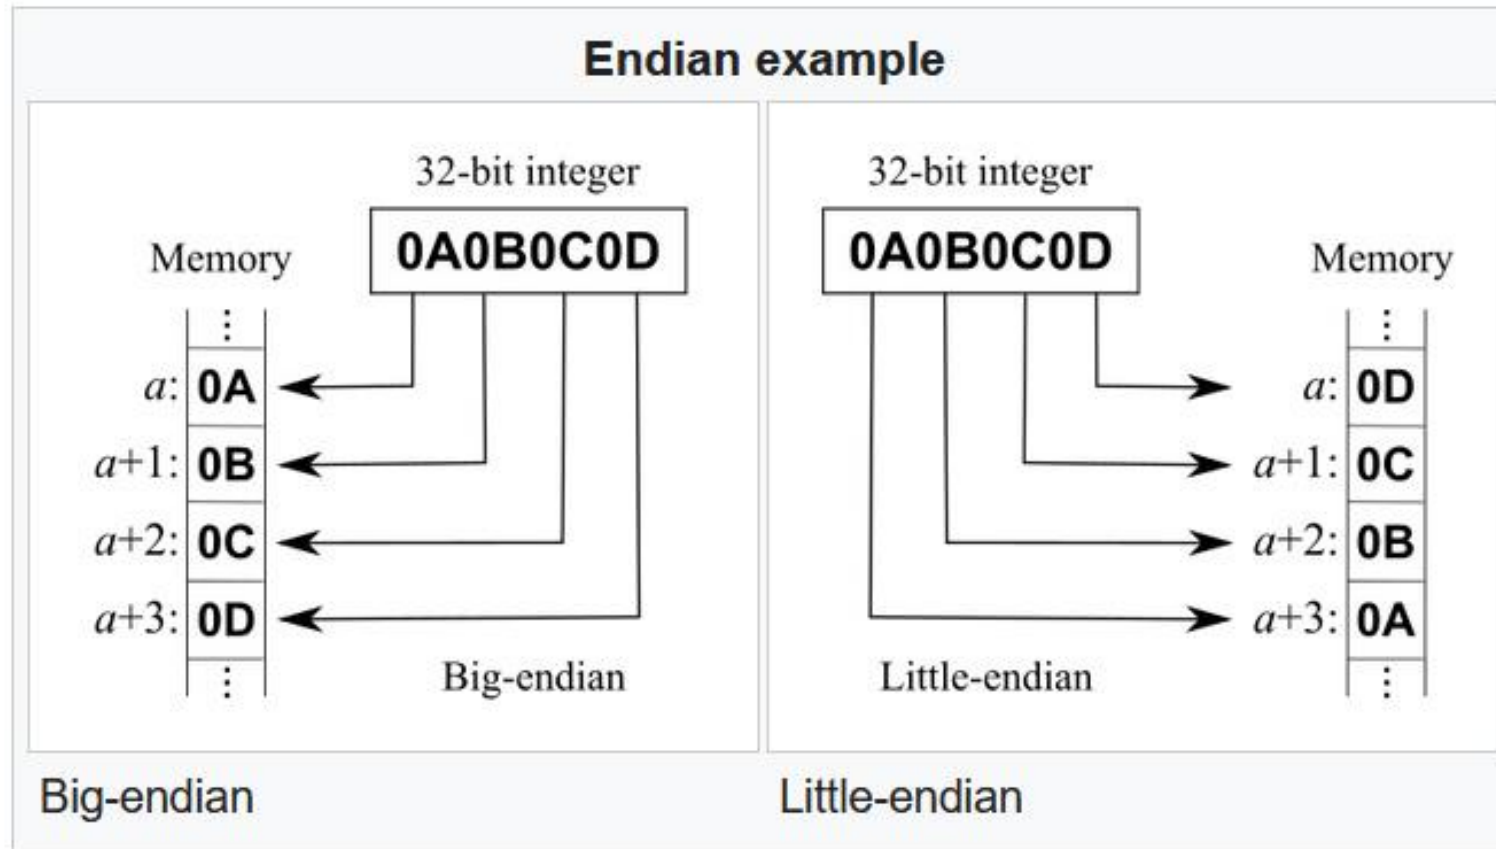 Endian example
32-bit integer
0A0B0C0D
Memory
⋮
a: 0A
a+1: 0B
a+2: 0C
a+3: 0D
⋮
Big-endian
32-bit integer
0A0B0C0D
Memory
⋮
a: 0D
a+1: 0C
a+2: 0B
a+3: 0A
⋮
Little-endian
Big-endian
Little-endian